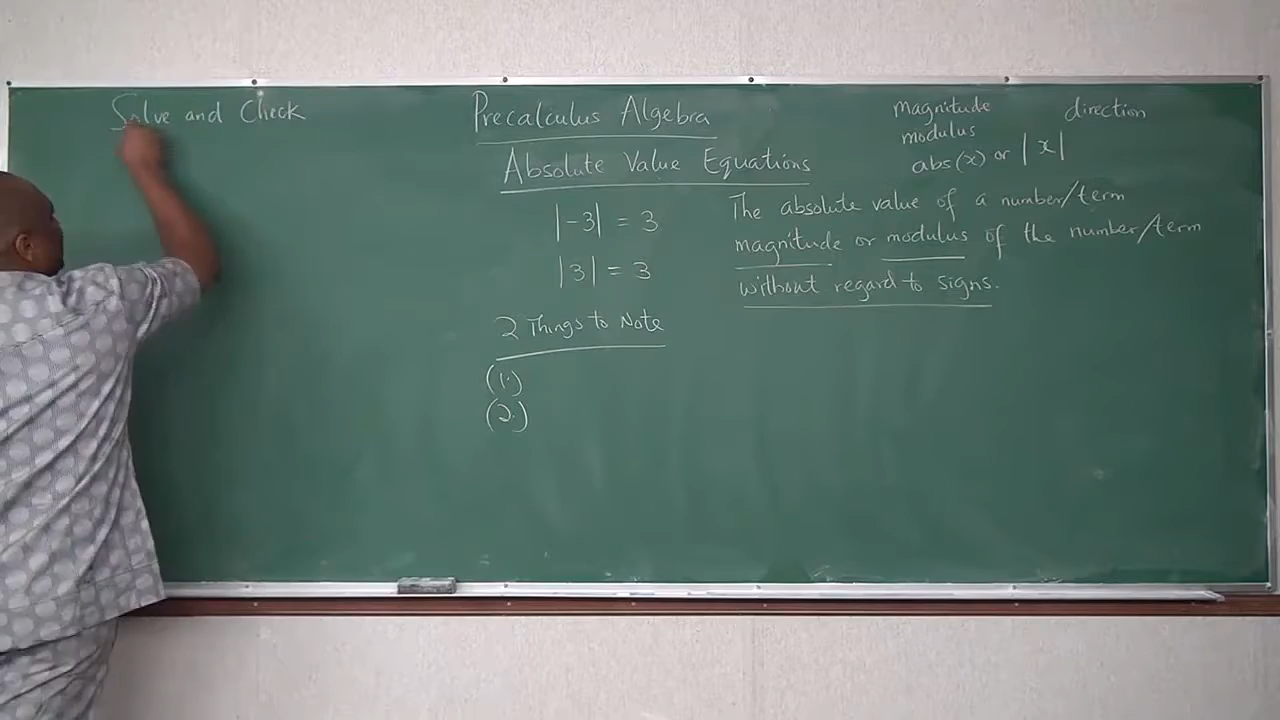 Solve and Check
Precalculus Algebra
Absolute Value Equations
|-3| = 3
|3| = 3
2 Things to Note
(1.)
(2.)
magnitude direction
modulus
abs(x) or |x|
The absolute value of a number/term
magnitude or modulus of the number/term
without regard to signs.